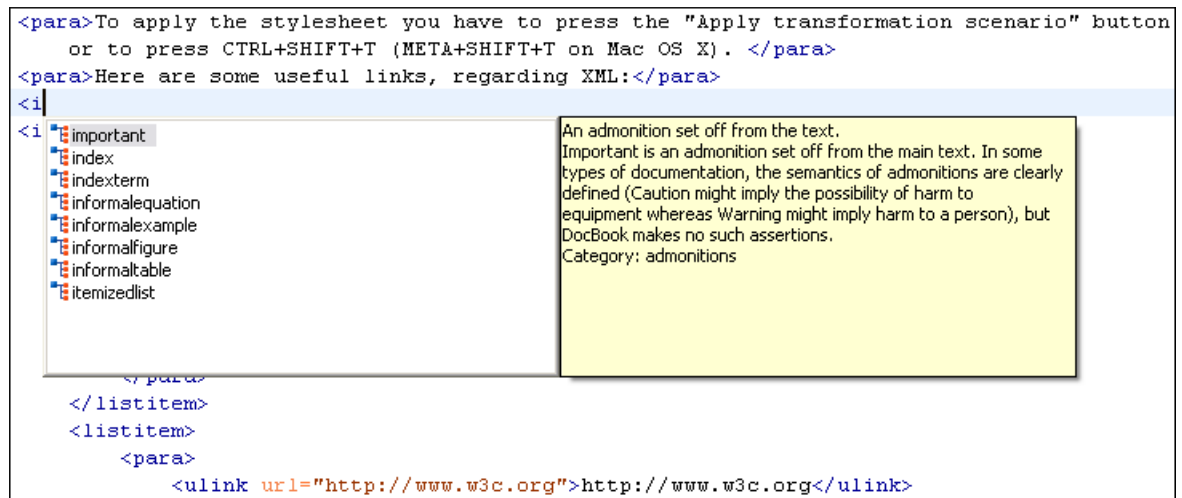 <para>To apply the stylesheet you have to press the "Apply transformation scenario" button
or to press CTRL+SHIFT+T (META+SHIFT+T on Mac OS X). </para>
<para>Here are some useful links, regarding XML:</para>
<i
<i
important
index
indexterm
informalequation
informalexample
informalfigure
informaltable
itemizedlist
An admonition set off from the text.
Important is an admonition set off from the main text. In some
types of documentation, the semantics of admonitions are clearly
defined (Caution might imply the possibility of harm to
equipment whereas Warning might imply harm to a person), but
DocBook makes no such assertions.
Category: admonitions
</para>
</listitem>
<listitem>
<para>
<ulink url="http://www.w3c.org">http://www.w3c.org</ulink>